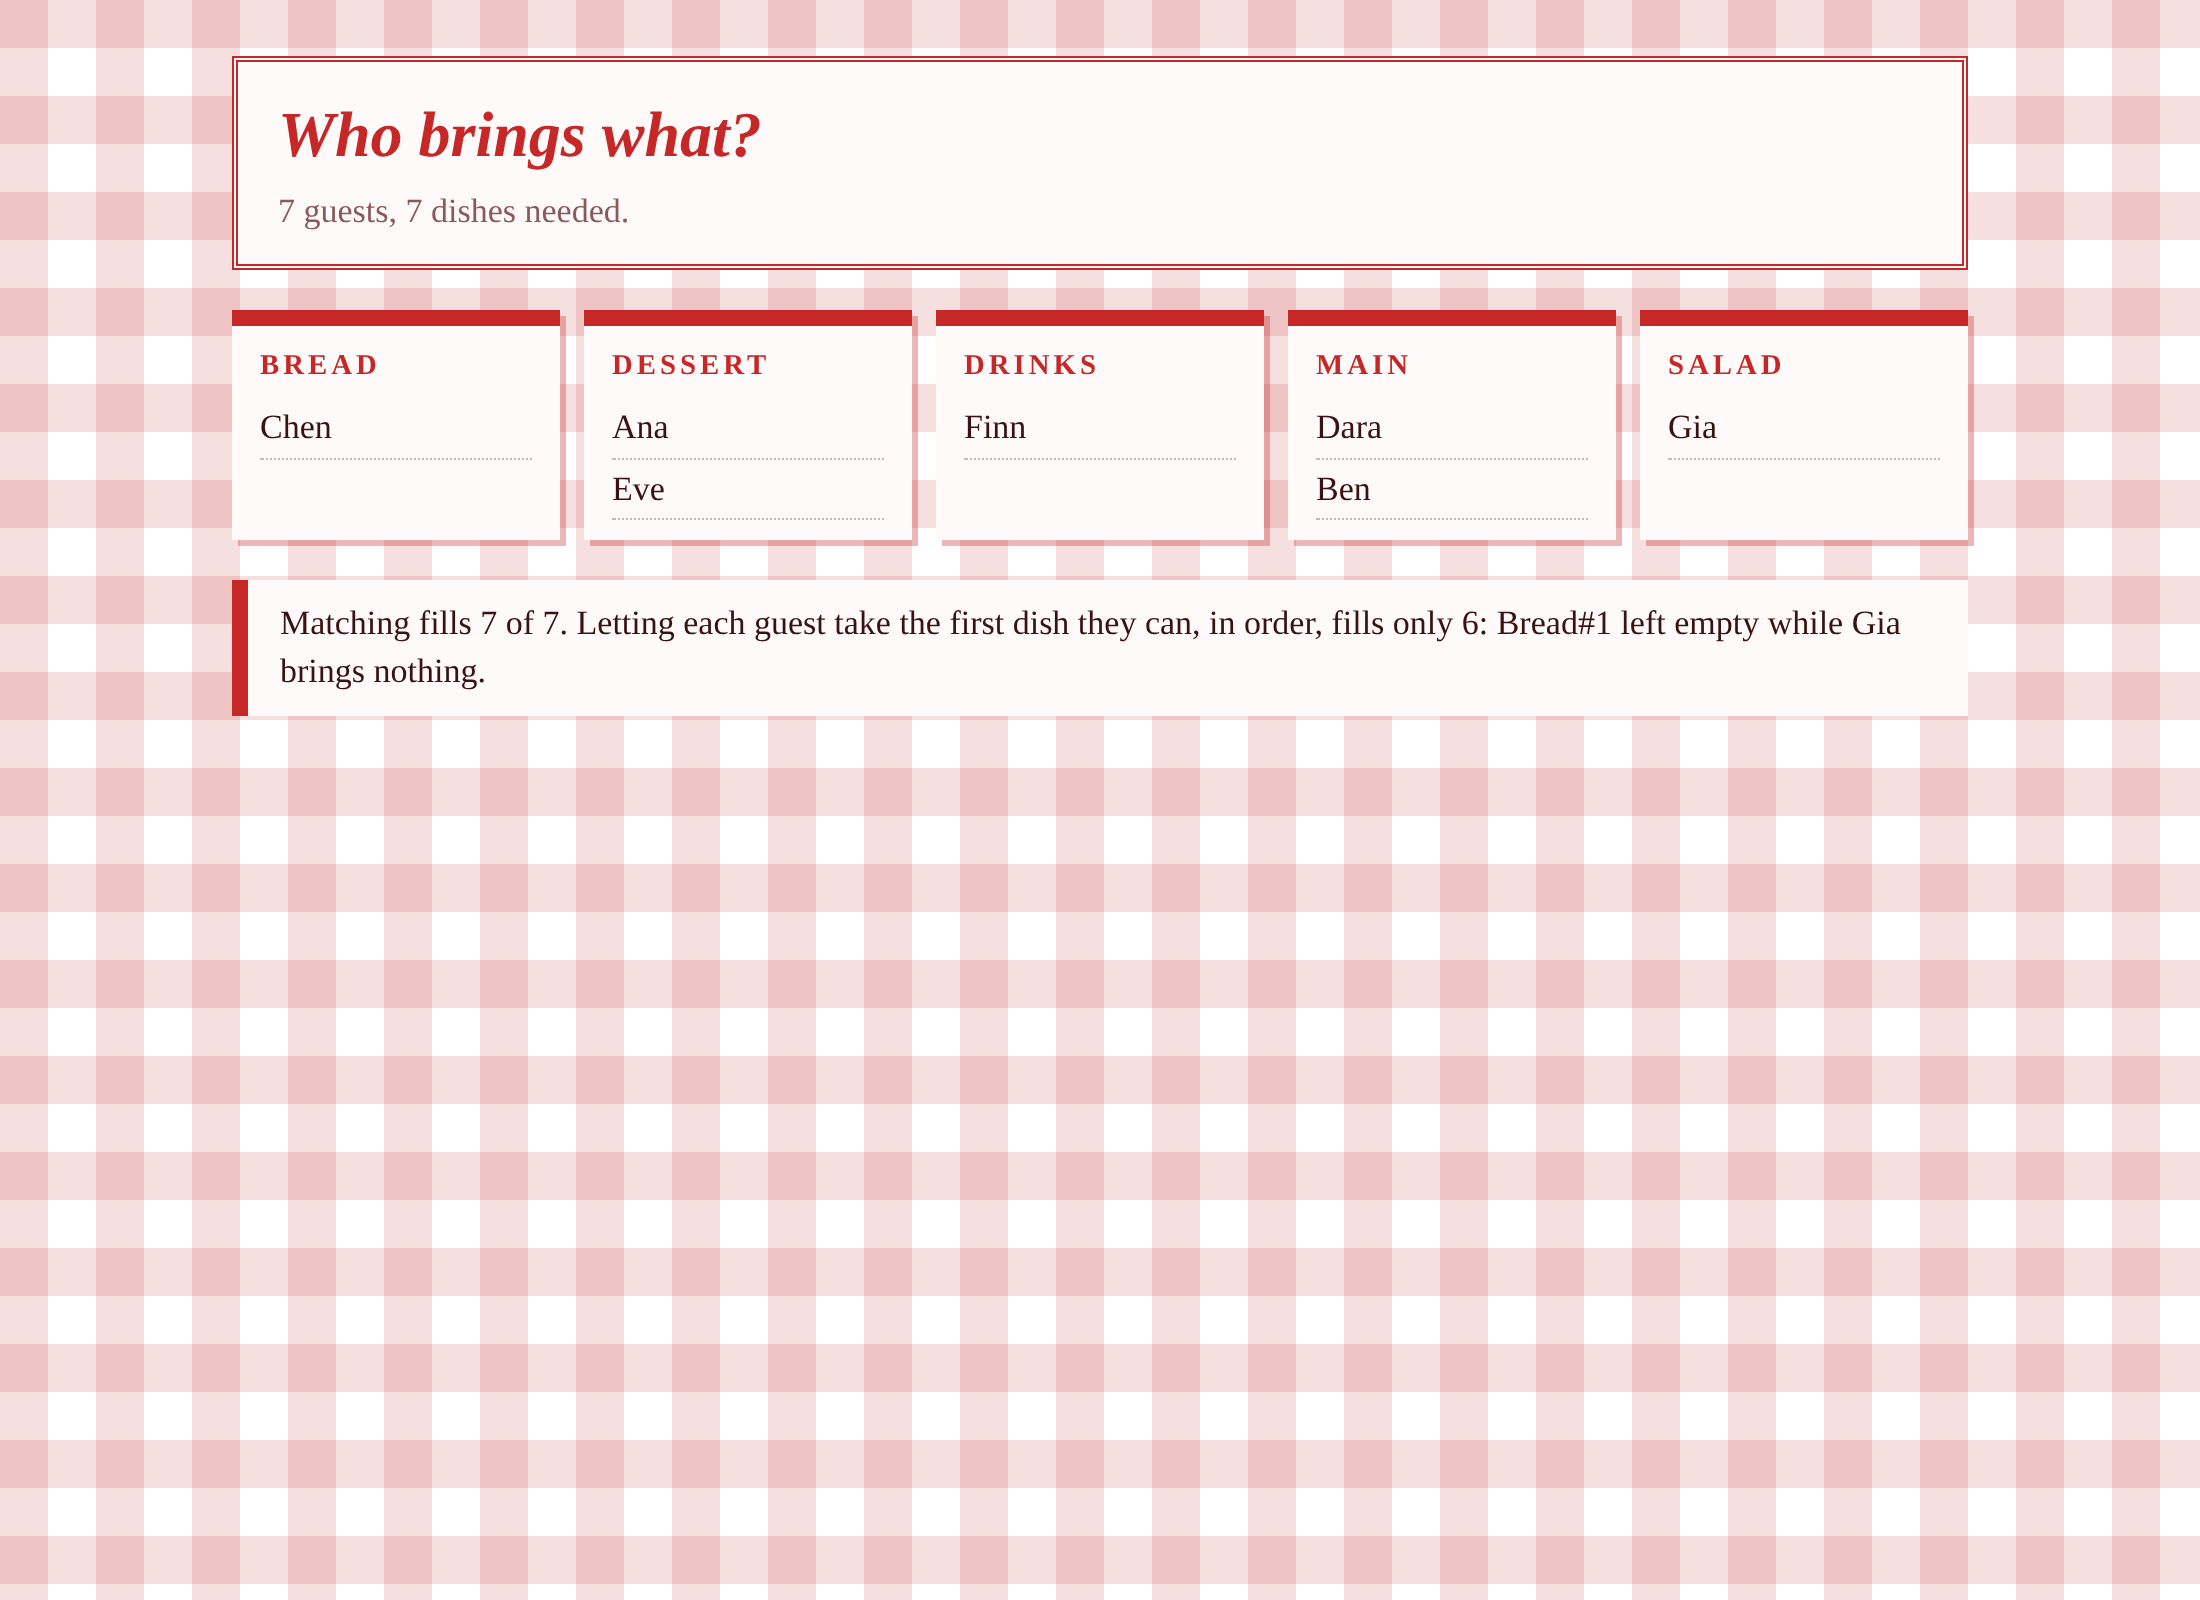 Who brings what?
7 guests, 7 dishes needed.
BREAD
Chen
DESSERT
Ana
Eve
DRINKS
Finn
MAIN
Dara
Ben
SALAD
Gia
Matching fills 7 of 7. Letting each guest take the first dish they can, in order, fills only 6: Bread#1 left empty while Gia
brings nothing.